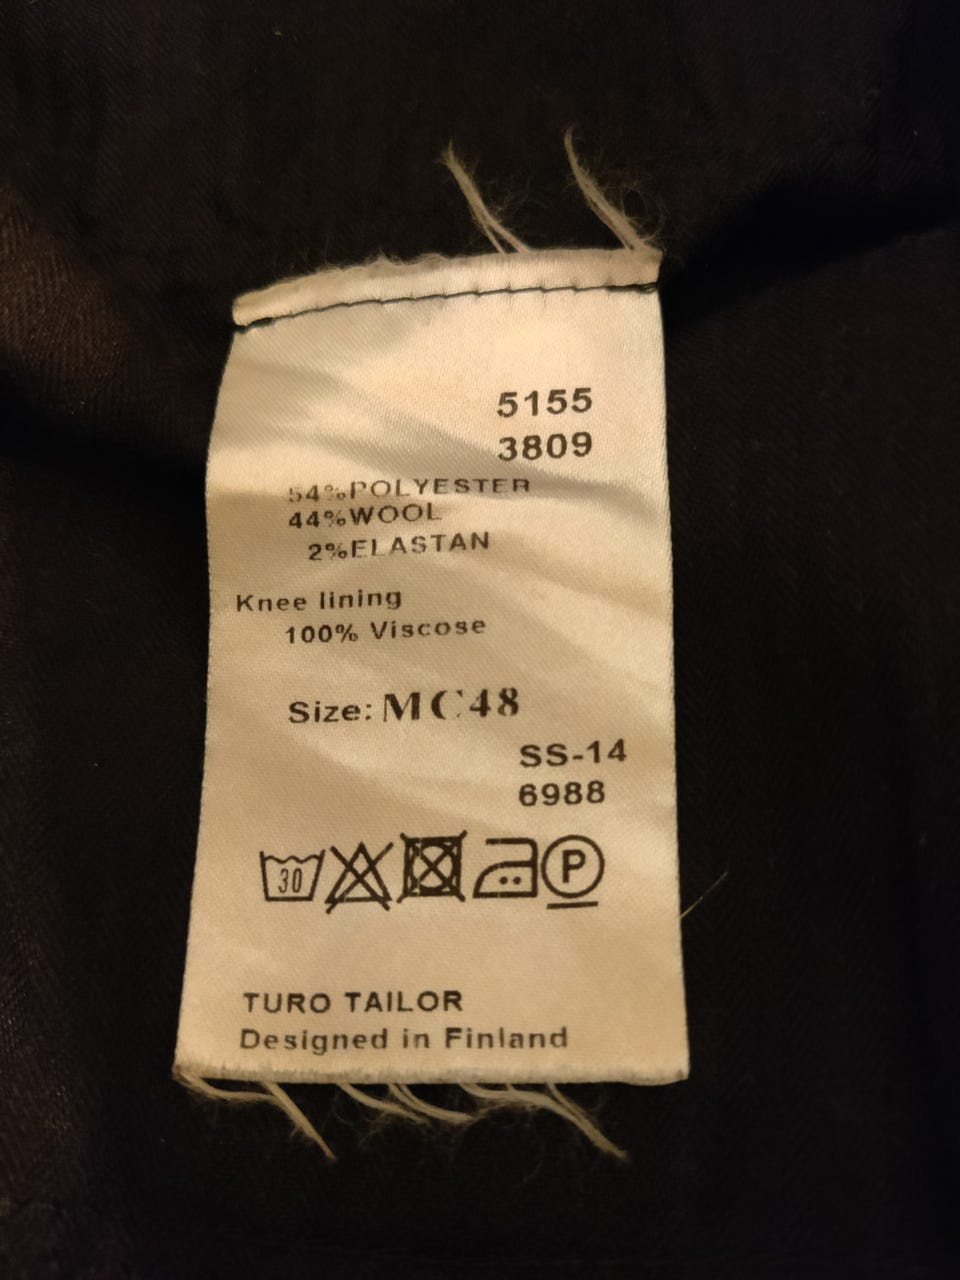 5155
3809
54%POLYESTER
44%WOOL
2%ELASTAN
Knee lining
100% Viscose
Size: MC48
SS-14
6988
30
P
TURO TAILOR
Designed in Finland